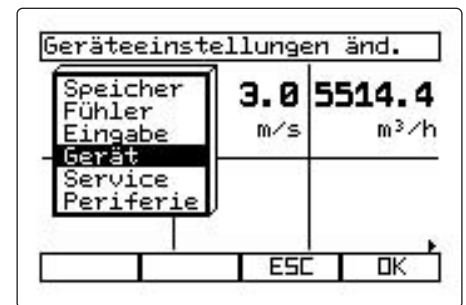 Geräteeinstellungen änd.
Speicher
Fühler
Eingabe
Gerät
Service
Periferie
3.0 5514.4
m/s m³/h
ESC OK